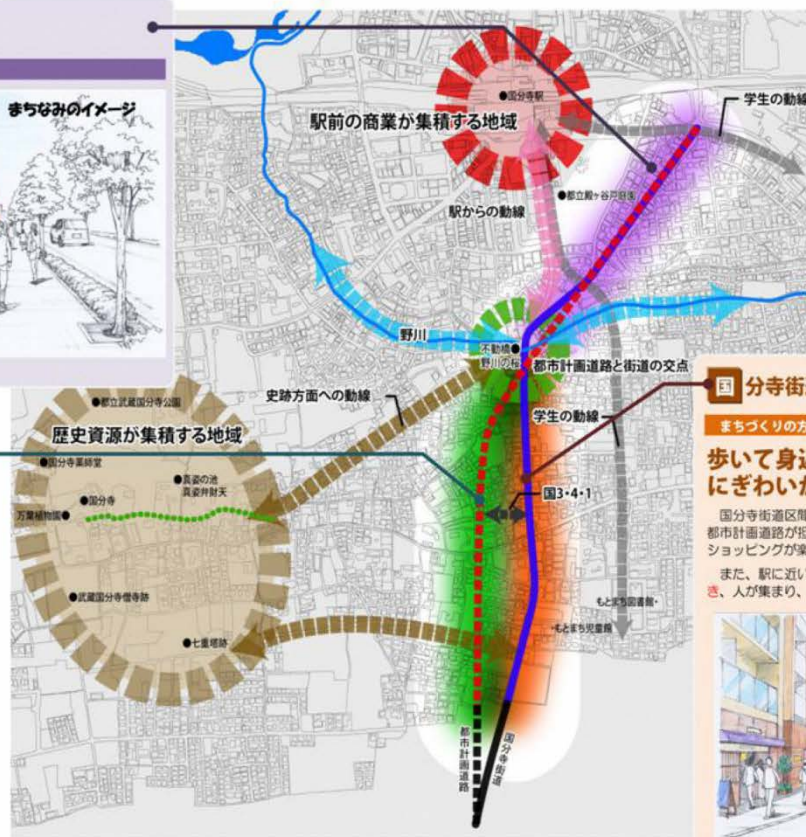 まちなみのイメージ
●国分寺駅
駅前の商業が集積する地域
学生の動線
●都立殿ヶ谷戸庭園
駅からの動線
野川
不動橋●
野川の桜
都市計画道路と街道の交点
史跡方面への動線
学生の動線
●都立武蔵国分寺公園
歴史資源が集積する地域
●国分寺薬師堂
●真姿の池
真姿弁財天
●国分寺
万葉植物園●
国3・4・1
●武蔵国分寺僧寺跡
●七重塔跡
もとまち図書館・
・もとまち児童館
都市計画道路
国分寺街道
国分寺街
まちづくりの方
歩いて身近
にぎわいが
国分寺街道区間
都市計画道路が担
ショッピングが楽
また、駅に近い
き、人が集まり、